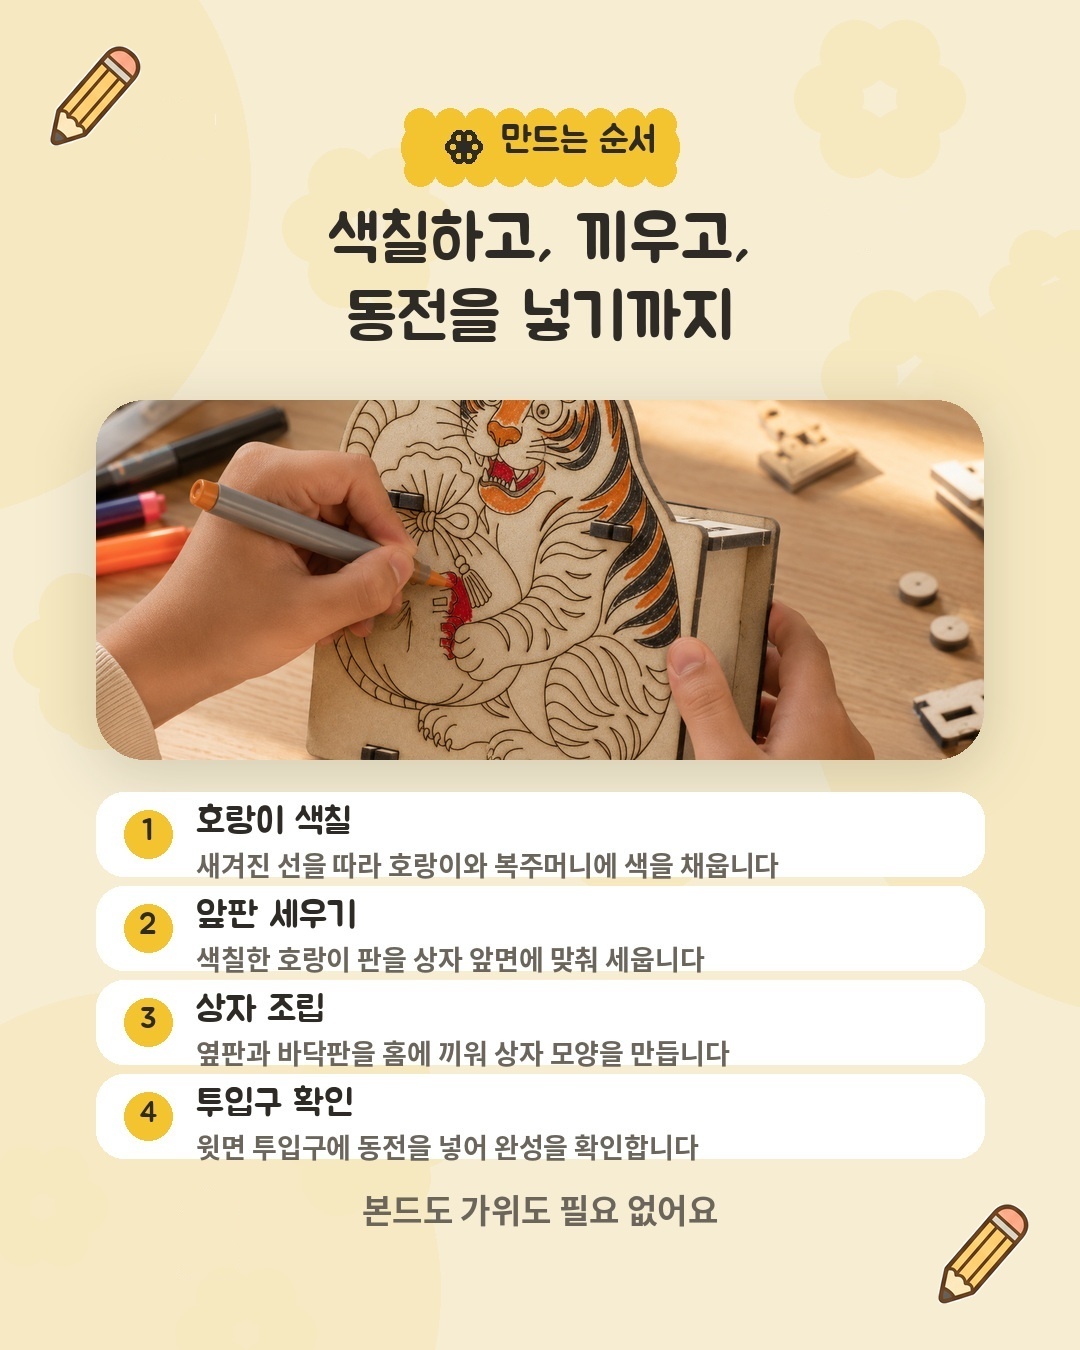 만드는 순서
색칠하고, 끼우고,
동전을 넣기까지
1 호랑이 색칠
새겨진 선을 따라 호랑이와 복주머니에 색을 채웁니다
2 앞판 세우기
색칠한 호랑이 판을 상자 앞면에 맞춰 세웁니다
3 상자 조립
옆판과 바닥판을 홈에 끼워 상자 모양을 만듭니다
4 투입구 확인
윗면 투입구에 동전을 넣어 완성을 확인합니다
본드도 가위도 필요 없어요